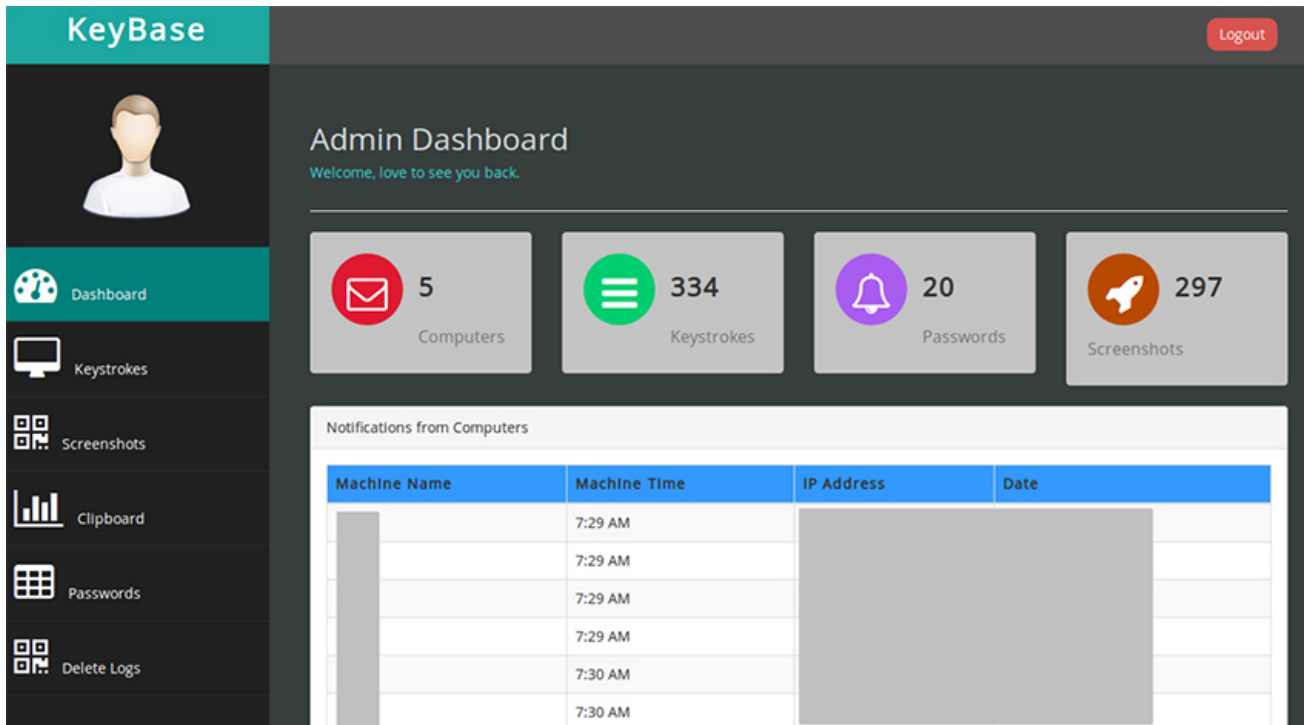 KeyBase
Logout
Admin Dashboard
Welcome, love to see you back.
Dashboard
Keystrokes
Screenshots
Clipboard
Passwords
Delete Logs
5
Computers
334
Keystrokes
20
Passwords
297
Screenshots
Notifications from Computers
Machine Name Machine Time IP Address Date
7:29 AM
7:29 AM
7:29 AM
7:29 AM
7:30 AM
7:30 AM